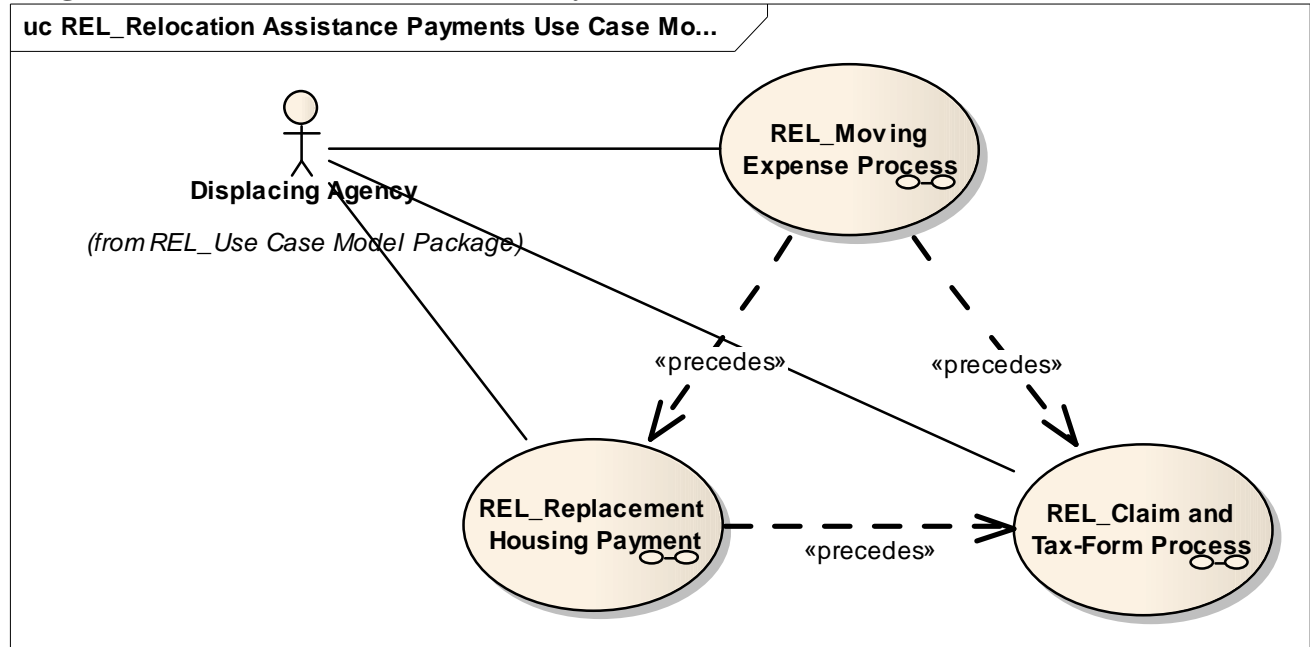 uc REL_Relocation Assistance Payments Use Case Mo...
REL_Moving
Expense Process
Displacing Agency
(from REL_Use Case Model Package)
«precedes»
«precedes»
REL_Replacement
Housing Payment
REL_Claim and
Tax-Form Process
«precedes»